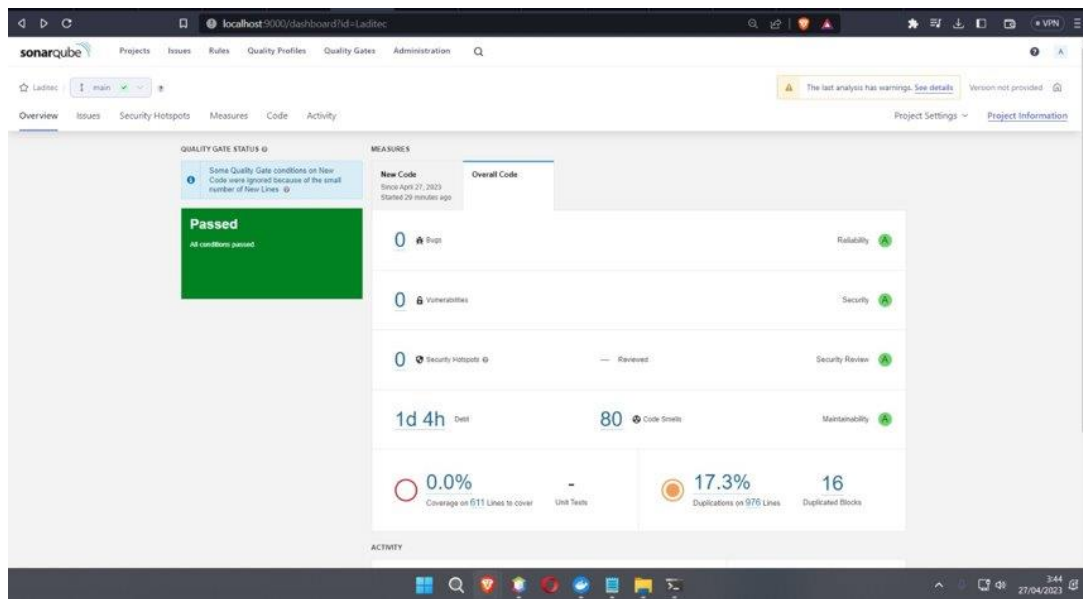 localhost:9000/dashboard?id=Laditec
VPN
sonarqube
Projects Issues Rules Quality Profiles Quality Gates Administration
A
Laditec main
The last analysis has warnings. See details Version not provided
Overview Issues Security Hotspots Measures Code Activity
Project Settings Project Information
QUALITY GATE STATUS
Some Quality Gate conditions on New
Code were ignored because of the small
number of New Lines
Passed
All conditions passed.
MEASURES
New Code
Since April 27, 2023
Started 29 minutes ago
Overall Code
0 Bugs Reliability A
0 Vulnerabilities Security A
0 Security Hotspots — Reviewed Security Review A
1d 4h Debt 80 Code Smells Maintainability A
0.0%
Coverage on 611 Lines to cover
-
Unit Tests
17.3%
Duplications on 976 Lines
16
Duplicated Blocks
ACTIVITY
3:44
27/04/2023